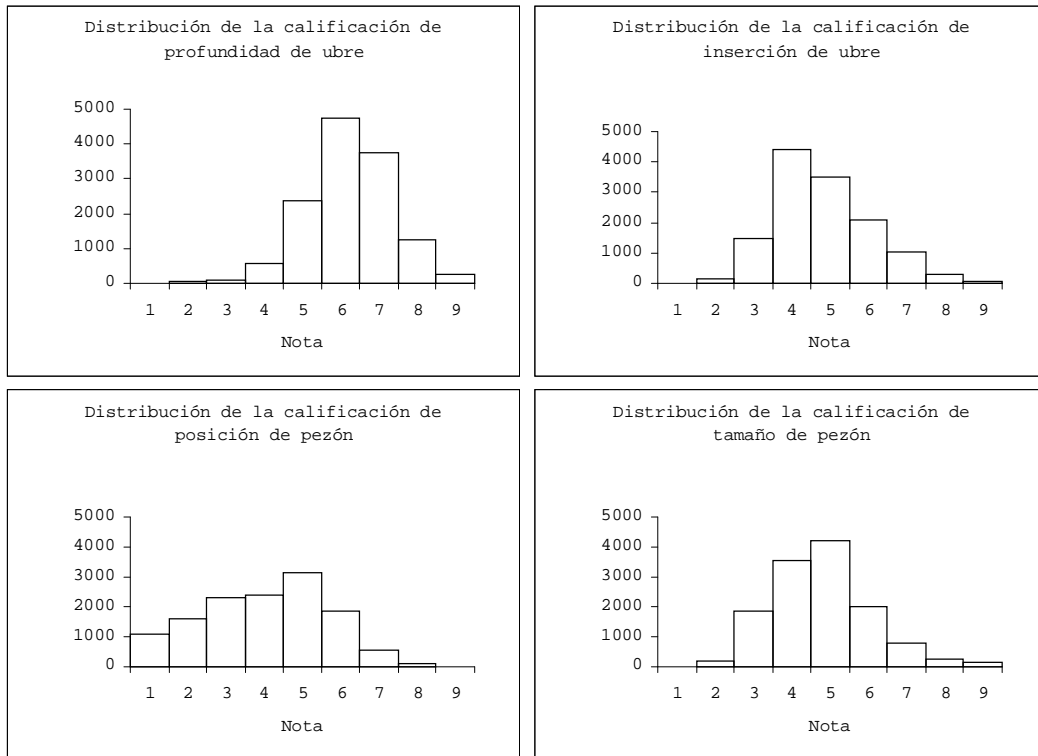 Distribución de la calificación de
profundidad de ubre
5000
4000
3000
2000
1000
0
1 2 3 4 5 6 7 8 9
Nota
Distribución de la calificación de
inserción de ubre
5000
4000
3000
2000
1000
0
1 2 3 4 5 6 7 8 9
Nota
Distribución de la calificación de
posición de pezón
5000
4000
3000
2000
1000
0
1 2 3 4 5 6 7 8 9
Nota
Distribución de la calificación de
tamaño de pezón
5000
4000
3000
2000
1000
0
1 2 3 4 5 6 7 8 9
Nota